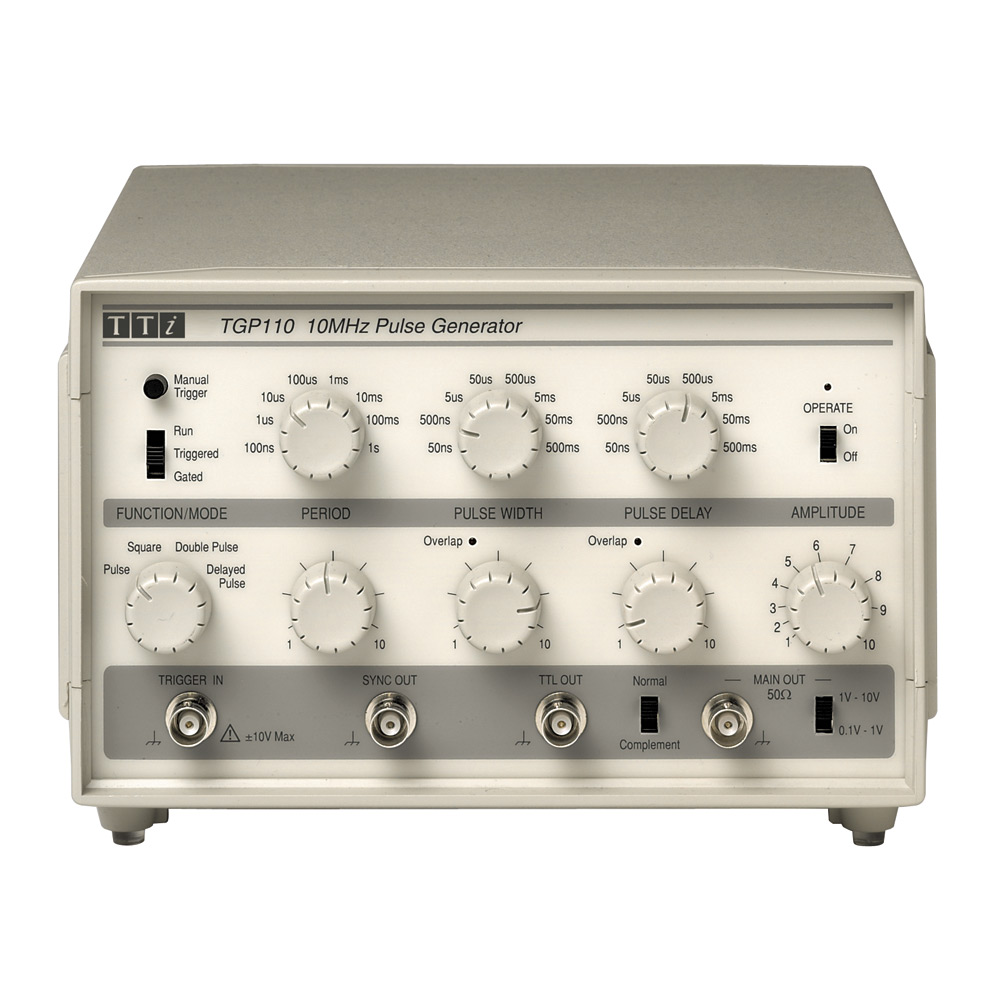 TTi TGP110 10MHz Pulse Generator
Manual
Trigger
Run
Triggered
Gated
100ns 1us 10us 100us 1ms 10ms 100ms 1s
50ns 500ns 5us 50us 500us 5ms 50ms 500ms
50ns 500ns 5us 50us 500us 5ms 50ms 500ms
OPERATE
On
Off
FUNCTION/MODE PERIOD PULSE WIDTH PULSE DELAY AMPLITUDE
Pulse Square Double Pulse
Delayed
Pulse
1 10
Overlap
1 10
Overlap
1 10
1 2 3 4 5 6 7 8 9 10
TRIGGER IN SYNC OUT TTL OUT Normal MAIN OUT
50Ω
1V - 10V
±10V Max Complement 0.1V - 1V